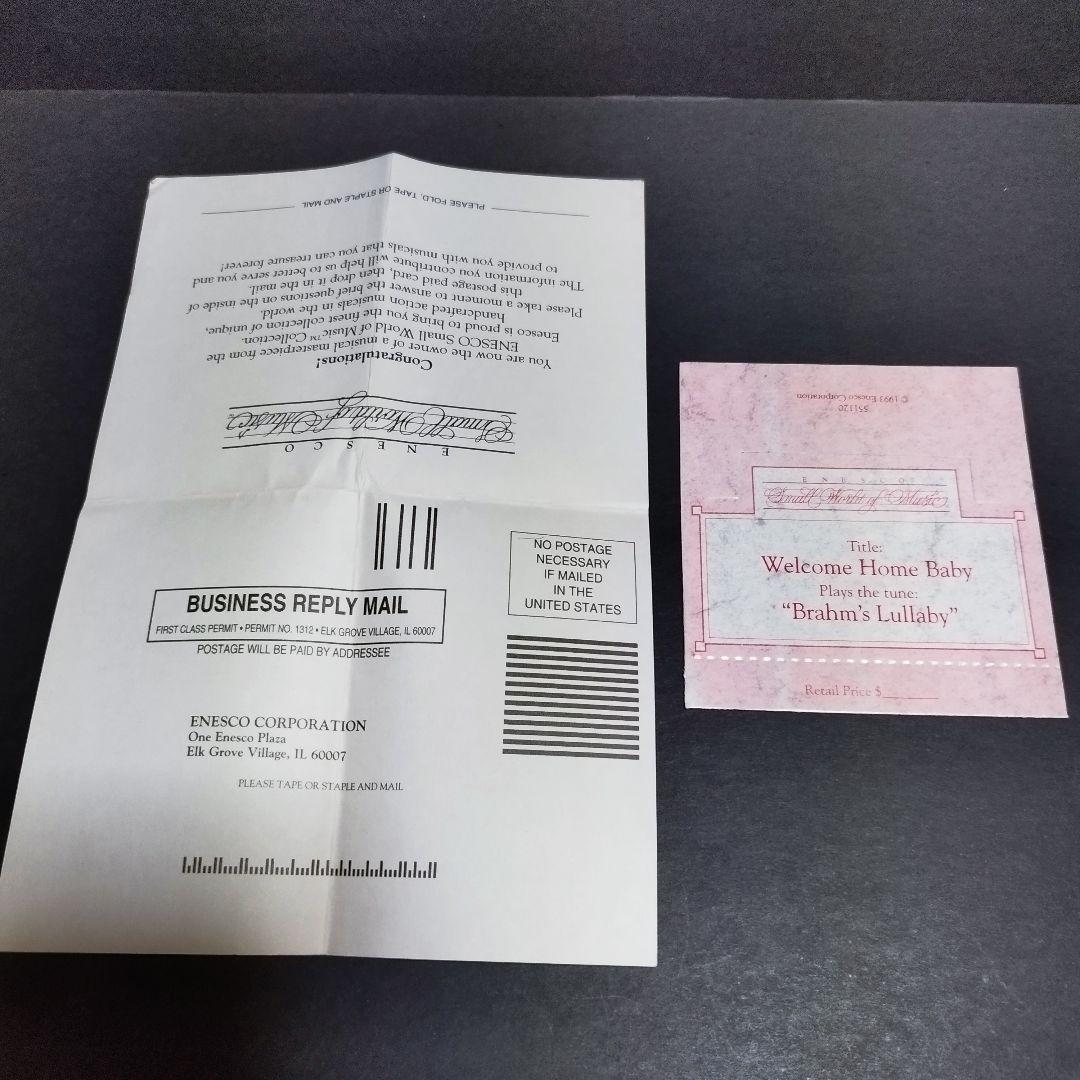 PLEASE FOLD, TAPE OR STAPLE AND MAIL
ENESCO
Small World of Music™
Congratulations!
You are now the owner of a musical masterpiece from the
ENESCO Small World of Music™ Collection.
Enesco is proud to bring you the finest collection of unique,
handcrafted action musicals in the world.
Please take a moment to answer the brief questions on the inside of
this postage paid card, then drop it in the mail.
The information you contribute will help us to better serve you and
to provide you with musicals that you can treasure forever!
NO POSTAGE
NECESSARY
IF MAILED
IN THE
UNITED STATES
BUSINESS REPLY MAIL
FIRST CLASS PERMIT • PERMIT NO. 1312 • ELK GROVE VILLAGE, IL 60007
POSTAGE WILL BE PAID BY ADDRESSEE
ENESCO CORPORATION
One Enesco Plaza
Elk Grove Village, IL 60007
PLEASE TAPE OR STAPLE AND MAIL
551120
© 1993 Enesco Corporation
ENESCO®
Small World of Music
Title:
Welcome Home Baby
Plays the tune:
“Brahm's Lullaby”
Retail Price $______